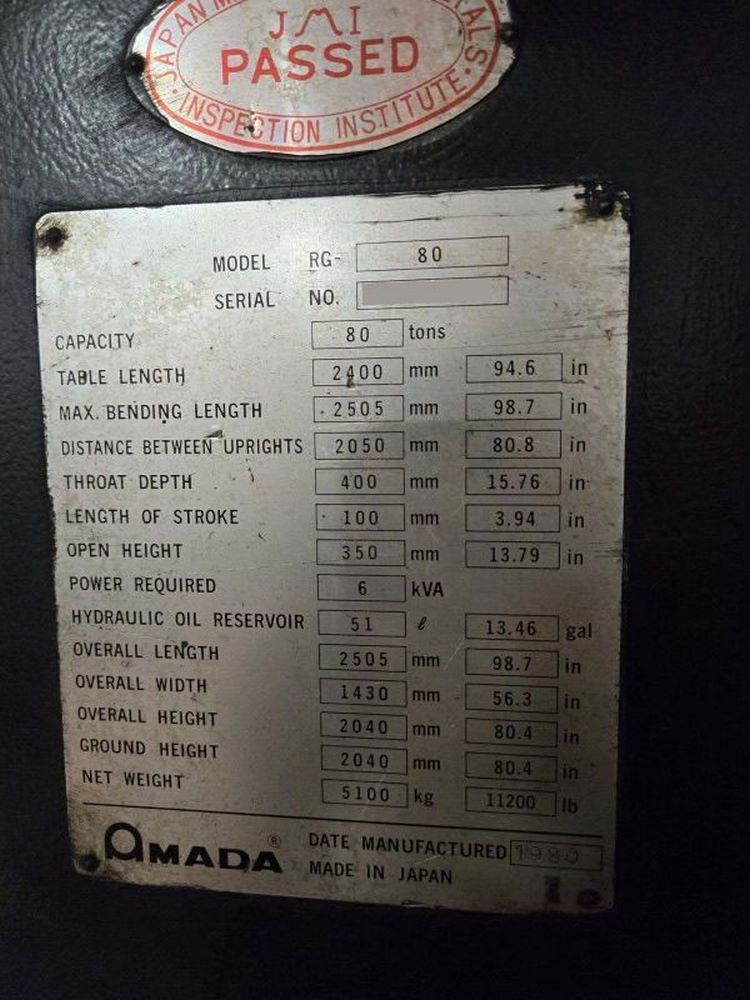 JAPAN M
ALS
JMI
PASSED
INSPECTION INSTITUTE
MODEL RG- 80
SERIAL NO.
CAPACITY 80 tons
TABLE LENGTH 2400 mm 94.6 in
MAX. BENDING LENGTH 2505 mm 98.7 in
DISTANCE BETWEEN UPRIGHTS 2050 mm 80.8 in
THROAT DEPTH 400 mm 15.76 in
LENGTH OF STROKE 100 mm 3.94 in
OPEN HEIGHT 350 mm 13.79 in
POWER REQUIRED 6 kVA
HYDRAULIC OIL RESERVOIR 51 ℓ 13.46 gal
OVERALL LENGTH 2505 mm 98.7 in
OVERALL WIDTH 1430 mm 56.3 in
OVERALL HEIGHT 2040 mm 80.4 in
GROUND HEIGHT 2040 mm 80.4 in
NET WEIGHT 5100 kg 11200 lb
AMADA ® DATE MANUFACTURED 1980
MADE IN JAPAN